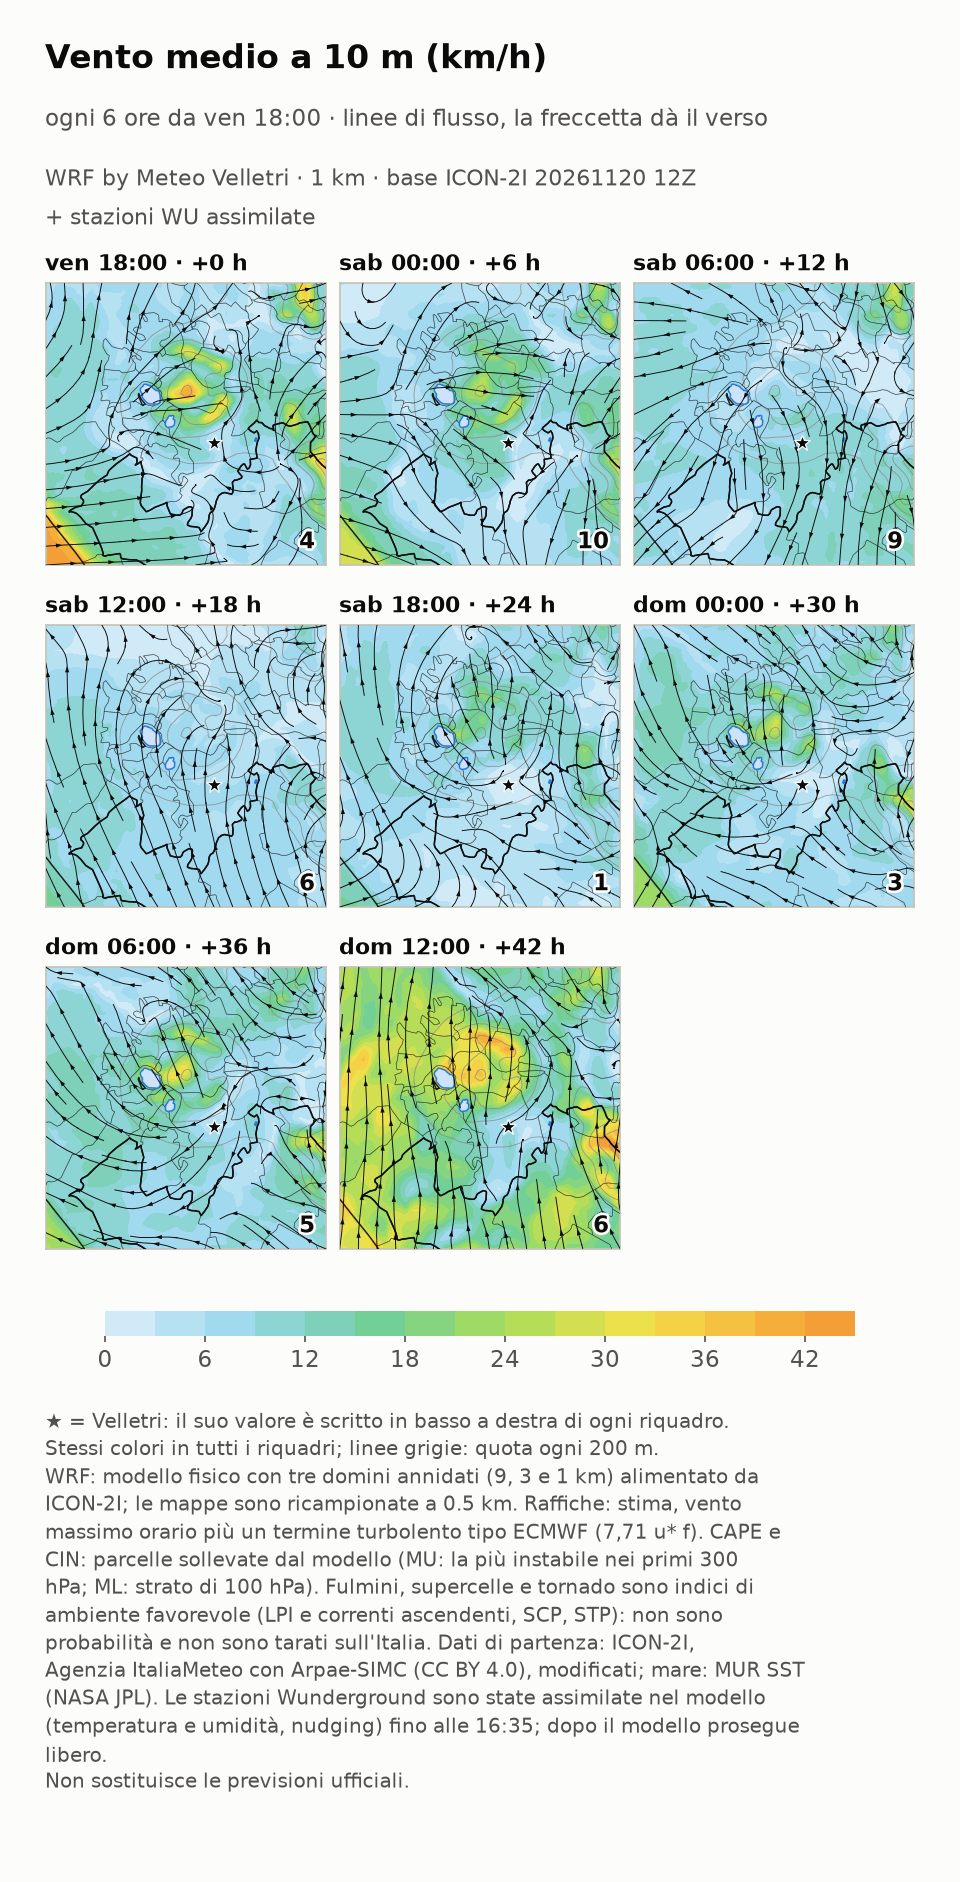 Vento medio a 10 m (km/h)
ogni 6 ore da ven 18:00 · linee di flusso, la freccetta dà il verso
WRF by Meteo Velletri · 1 km · base ICON-2I 20261120 12Z
+ stazioni WU assimilate
ven 18:00 · +0 h
sab 00:00 · +6 h
sab 06:00 · +12 h
4
10
9
sab 12:00 · +18 h
sab 18:00 · +24 h
dom 00:00 · +30 h
6
1
3
dom 06:00 · +36 h
dom 12:00 · +42 h
5
6
0 6 12 18 24 30 36 42
★ = Velletri: il suo valore è scritto in basso a destra di ogni riquadro.
Stessi colori in tutti i riquadri; linee grigie: quota ogni 200 m.
WRF: modello fisico con tre domini annidati (9, 3 e 1 km) alimentato da
ICON-2I; le mappe sono ricampionate a 0.5 km. Raffiche: stima, vento
massimo orario più un termine turbolento tipo ECMWF (7,71 u* f). CAPE e
CIN: parcelle sollevate dal modello (MU: la più instabile nei primi 300
hPa; ML: strato di 100 hPa). Fulmini, supercelle e tornado sono indici di
ambiente favorevole (LPI e correnti ascendenti, SCP, STP): non sono
probabilità e non sono tarati sull'Italia. Dati di partenza: ICON-2I,
Agenzia ItaliaMeteo con Arpae-SIMC (CC BY 4.0), modificati; mare: MUR SST
(NASA JPL). Le stazioni Wunderground sono state assimilate nel modello
(temperatura e umidità, nudging) fino alle 16:35; dopo il modello prosegue
libero.
Non sostituisce le previsioni ufficiali.